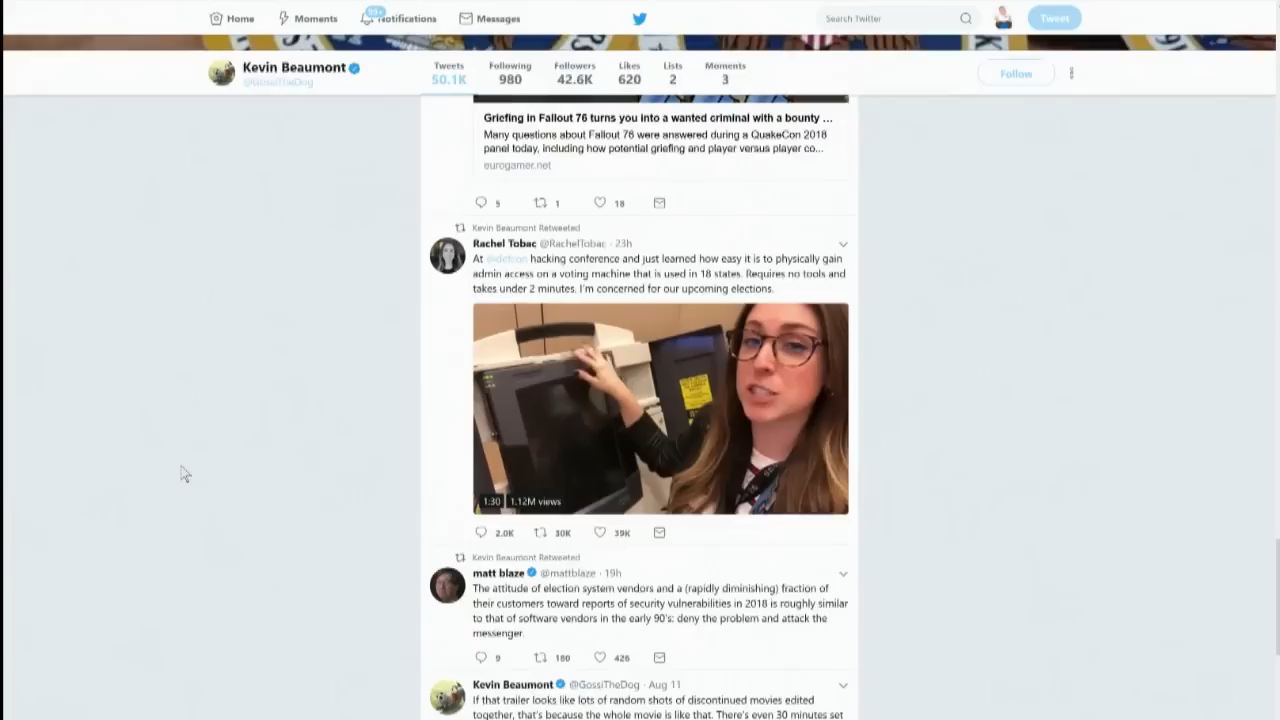 Home Moments 99+ Notifications Messages Search Twitter Tweet
Kevin Beaumont
@GossiTheDog
Tweets Following Followers Likes Lists Moments
50.1K 980 42.6K 620 2 3
Follow
Griefing in Fallout 76 turns you into a wanted criminal with a bounty ...
Many questions about Fallout 76 were answered during a QuakeCon 2018
panel today, including how potential griefing and player versus player co...
eurogamer.net
5 1 18
Kevin Beaumont Retweeted
Rachel Tobac @RachelTobac · 23h
At @defcon hacking conference and just learned how easy it is to physically gain
admin access on a voting machine that is used in 18 states. Requires no tools and
takes under 2 minutes. I'm concerned for our upcoming elections.
1:30 1.12M views
2.0K 30K 39K
Kevin Beaumont Retweeted
matt blaze @mattblaze · 19h
The attitude of election system vendors and a (rapidly diminishing) fraction of
their customers toward reports of security vulnerabilities in 2018 is roughly similar
to that of software vendors in the early 90's: deny the problem and attack the
messenger.
9 180 426
Kevin Beaumont @GossiTheDog · Aug 11
If that trailer looks like lots of random shots of discontinued movies edited
together, that's because the whole movie is like that. There's even 30 minutes set